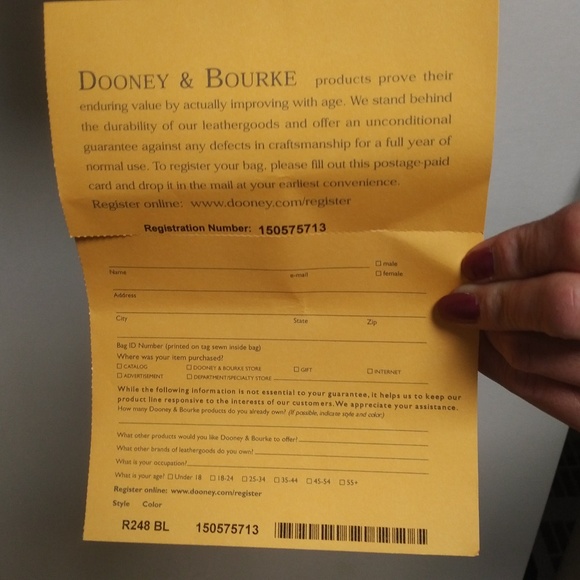 DOONEY & BOURKE products prove their
enduring value by actually improving with age. We stand behind
the durability of our leathergoods and offer an unconditional
guarantee against any defects in craftsmanship for a full year of
normal use. To register your bag, please fill out this postage-paid
card and drop it in the mail at your earliest convenience.
Register online: www.dooney.com/register
Registration Number: 150575713
☐ male
Name e-mail ☐ female
Address
City State Zip
Bag ID Number (printed on tag sewn inside bag)
Where was your item purchased?
☐ CATALOG ☐ DOONEY & BOURKE STORE ☐ GIFT ☐ INTERNET
☐ ADVERTISEMENT ☐ DEPARTMENT/SPECIALTY STORE
While the following information is not essential to your guarantee, it helps us to keep our
product line responsive to the interests of our customers. We appreciate your assistance.
How many Dooney & Bourke products do you already own? (If possible, indicate style and color.)
What other products would you like Dooney & Bourke to offer?
What other brands of leathergoods do you own?
What is your occupation?
What is your age? ☐ Under 18 ☐ 18-24 ☐ 25-34 ☐ 35-44 ☐ 45-54 ☐ 55+
Register online: www.dooney.com/register
Style Color
R248 BL 150575713